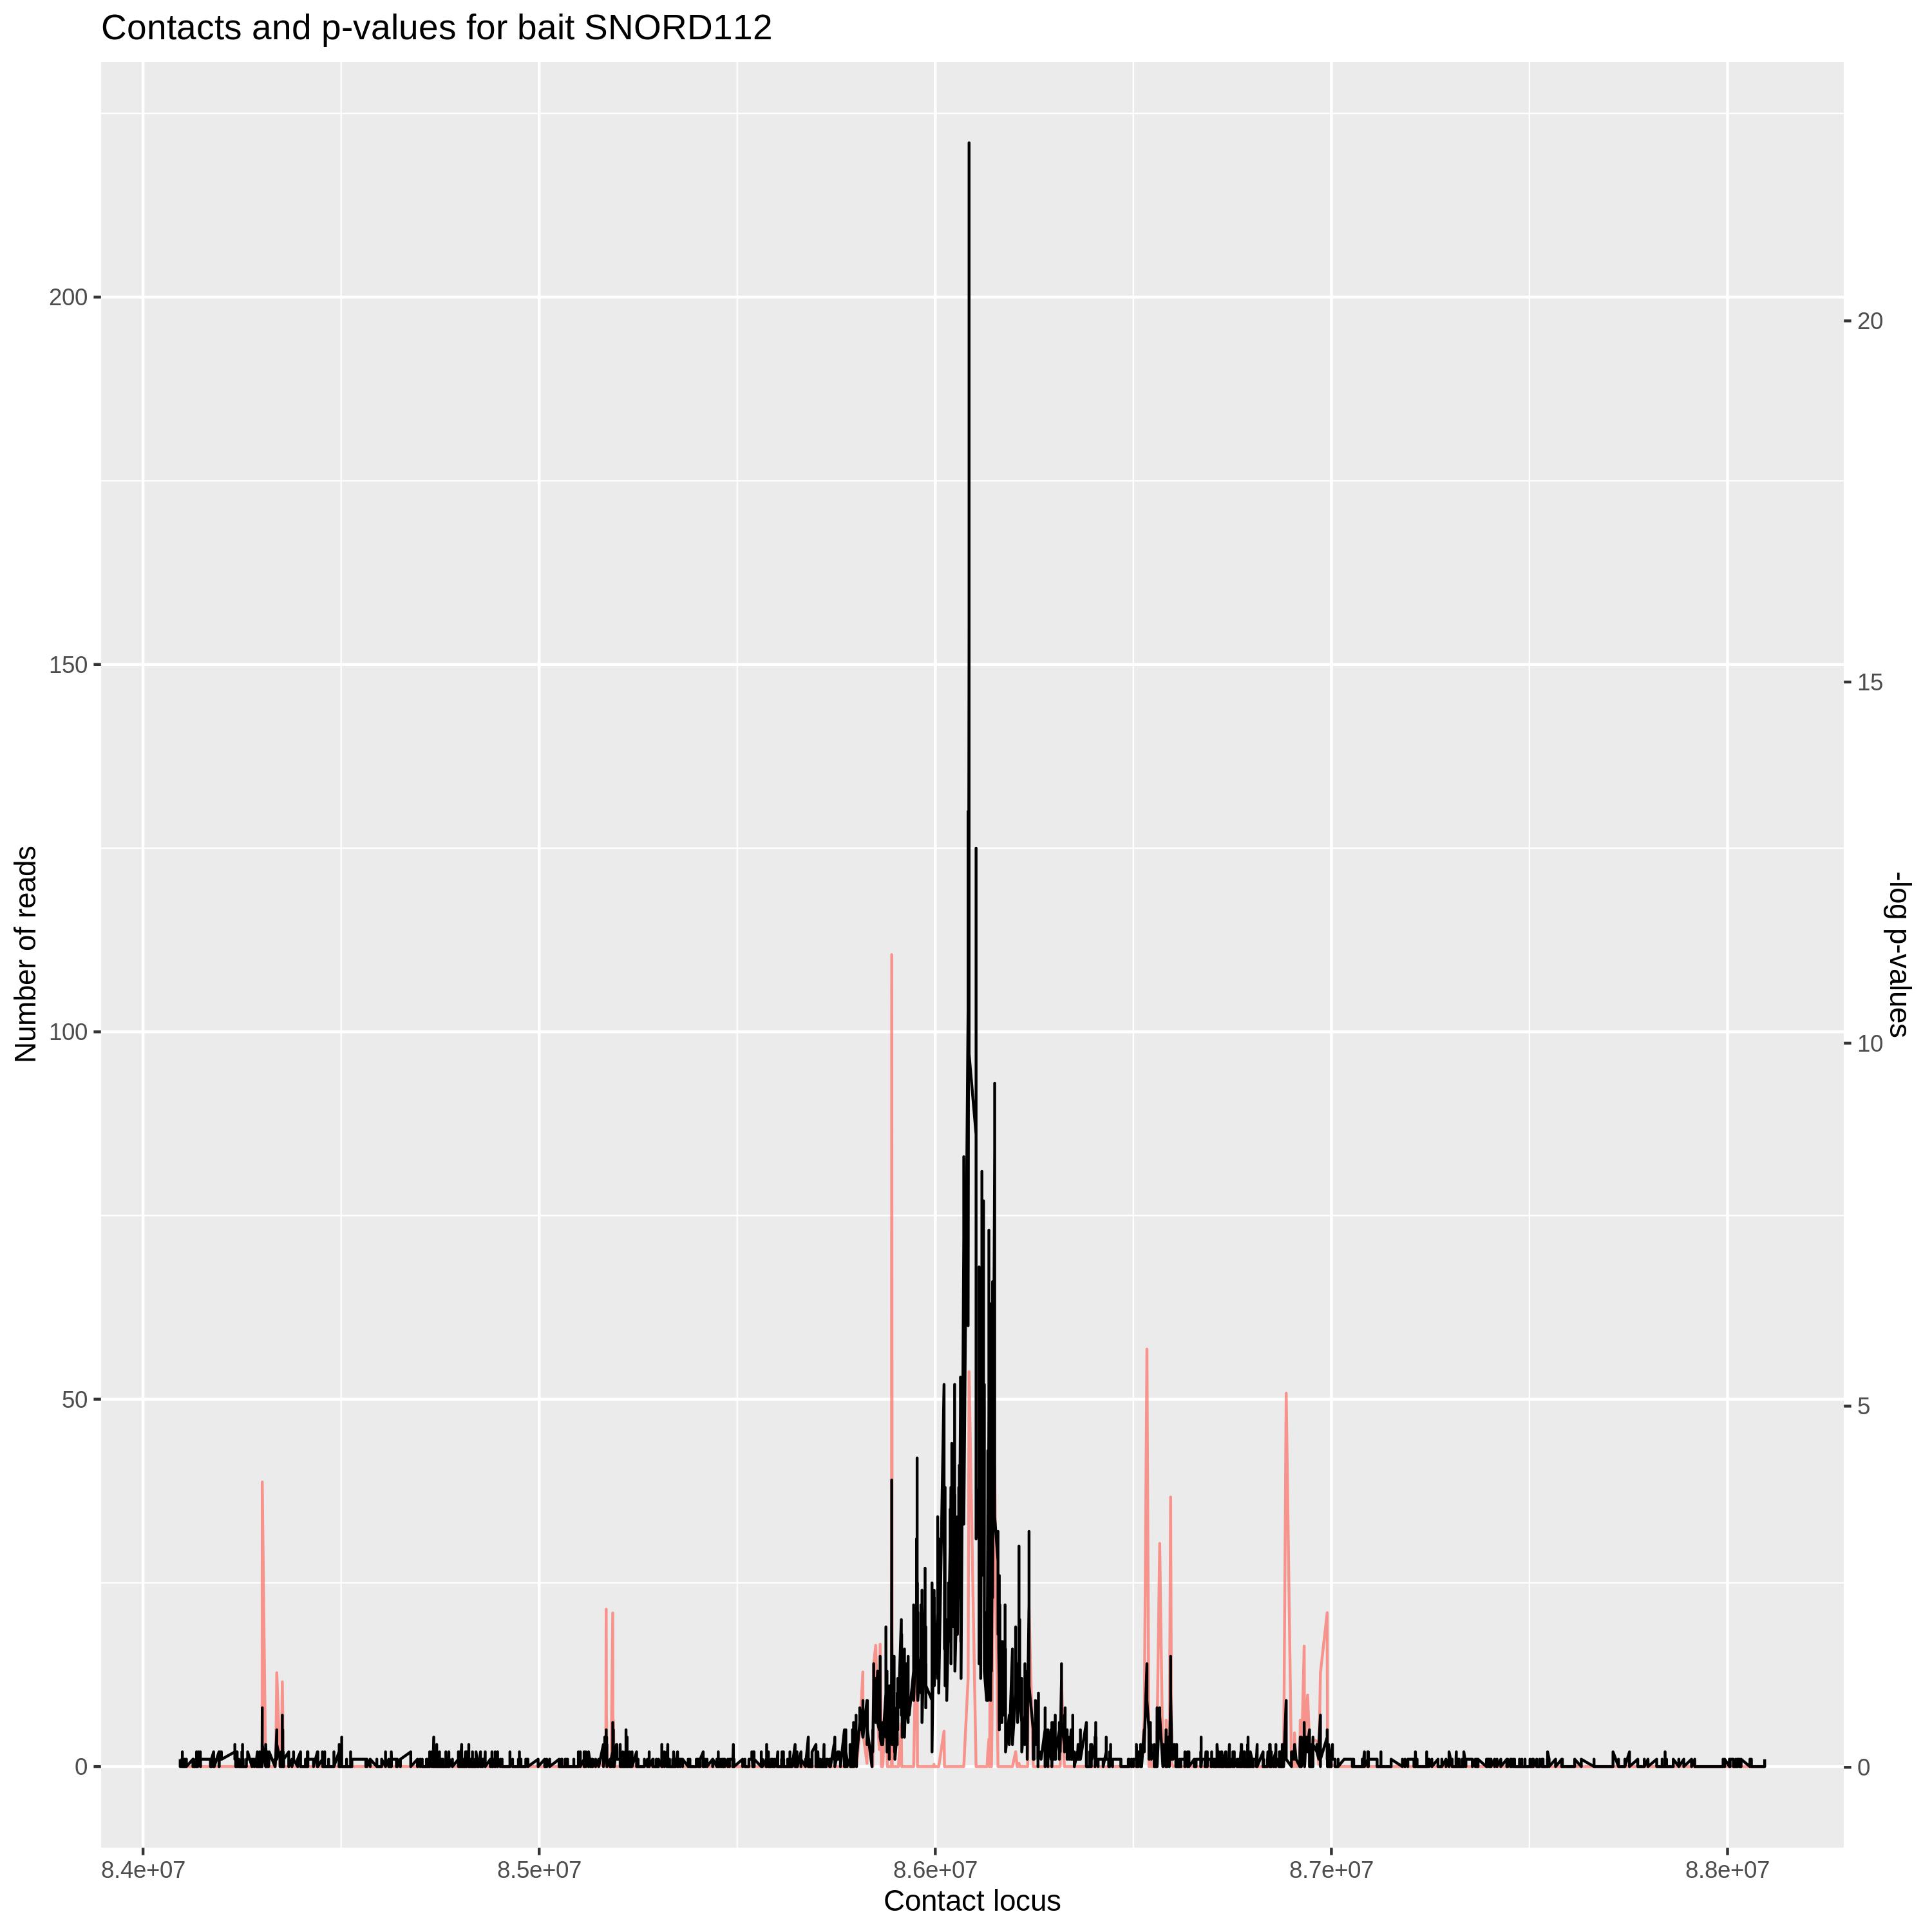 Contacts and p-values for bait SNORD112
Number of reads
200
150
100
50
0
20
15
10
5
0
-log p-values
8.4e+07 8.5e+07 8.6e+07 8.7e+07 8.8e+07
Contact locus